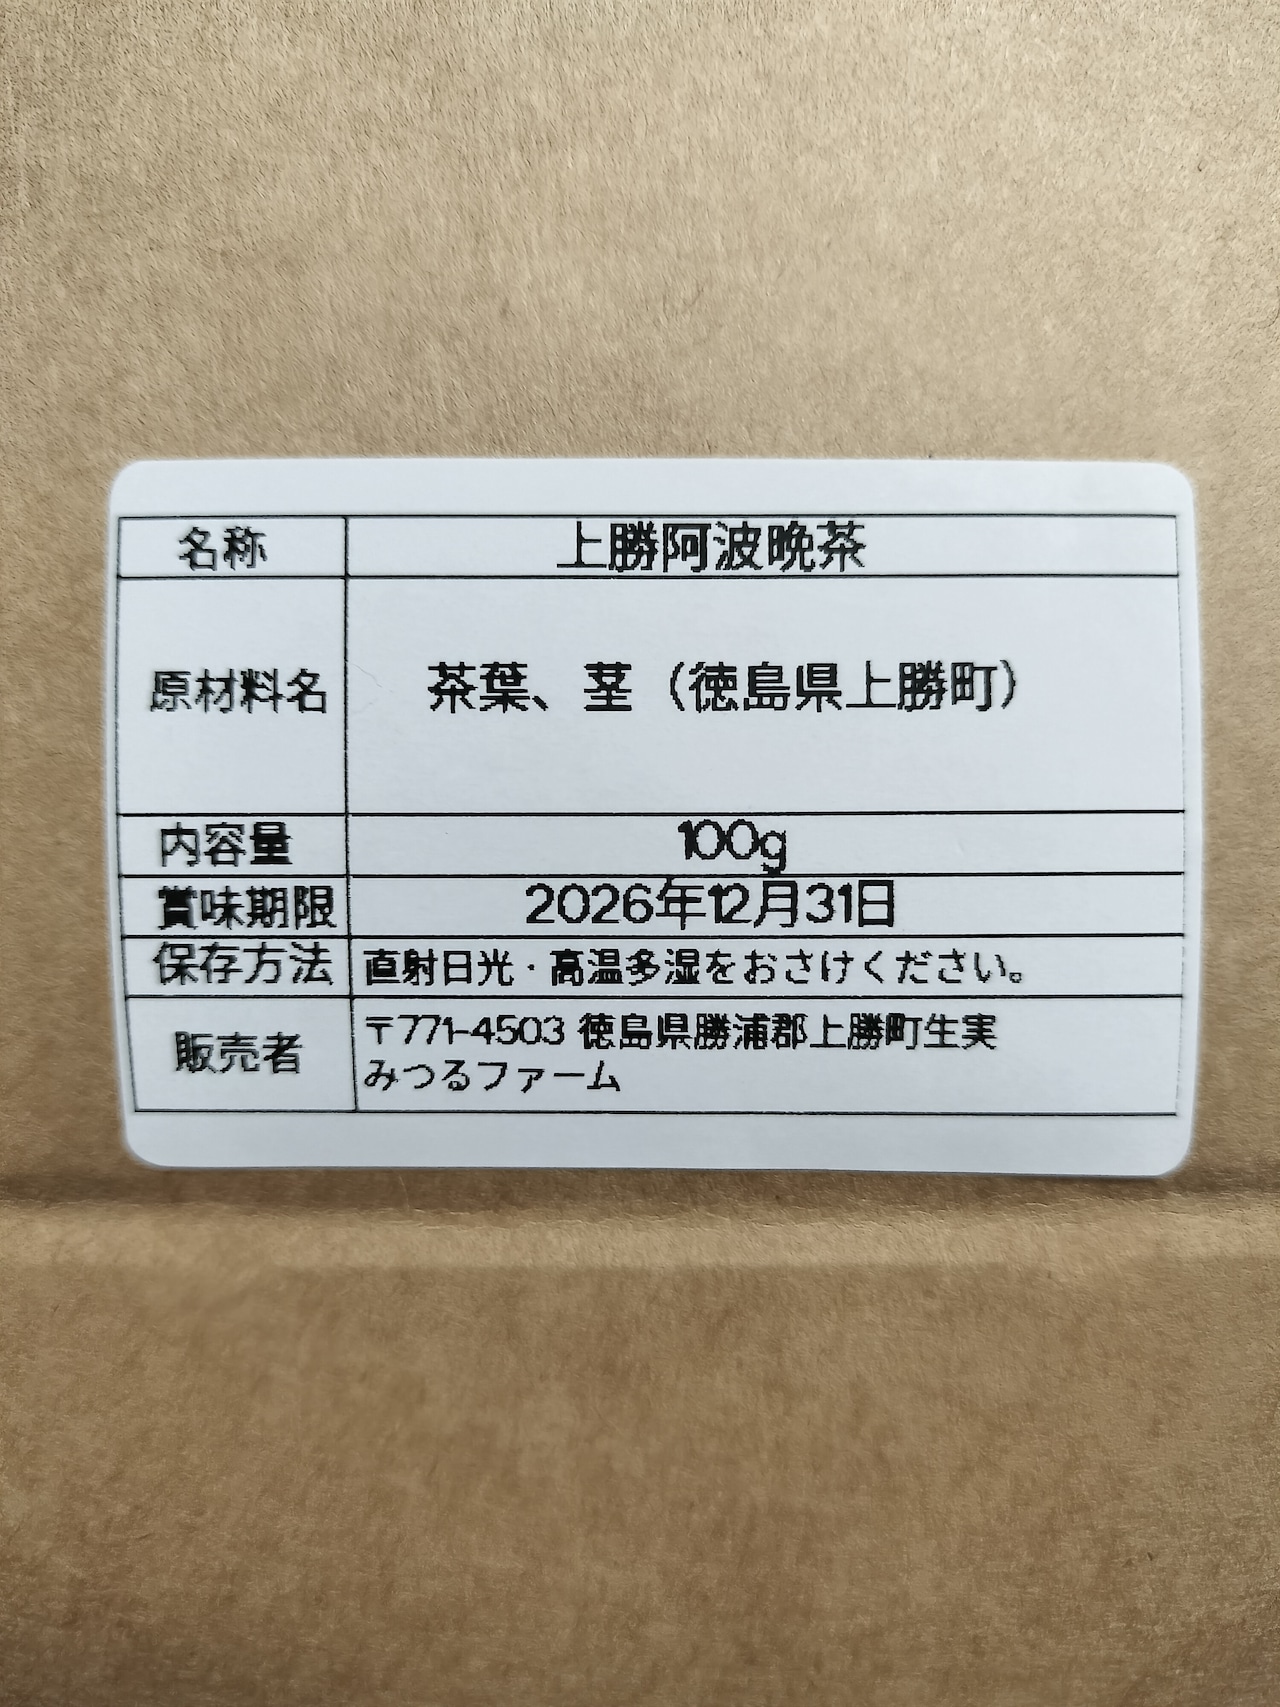 名称 上勝阿波晩茶
原材料名 茶葉、茎（徳島県上勝町）
内容量 100g
賞味期限 2026年12月31日
保存方法 直射日光・高温多湿をおさけください。
販売者 〒771-4503 徳島県勝浦郡上勝町生実
みつるファーム